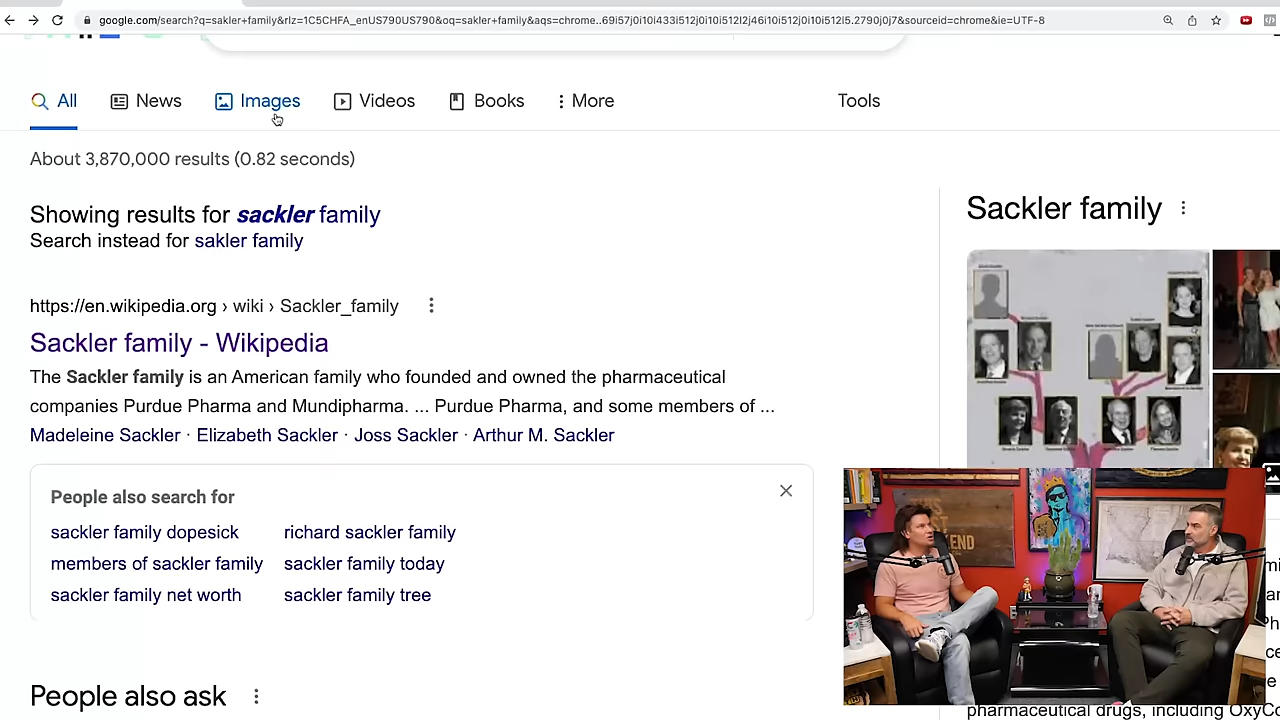 google.com/search?q=sakler+family&rlz=1C5CHFA_enUS790US790&oq=sakler+family&aqs=chrome..69i57j0i10i433i512j0i10i512l2j46i10i512j0i10i512l5.2790j0j7&sourceid=chrome&ie=UTF-8
All
News
Images
Videos
Books
More
Tools
About 3,870,000 results (0.82 seconds)
Showing results for sackler family
Search instead for sakler family
https://en.wikipedia.org › wiki › Sackler_family
Sackler family - Wikipedia
The Sackler family is an American family who founded and owned the pharmaceutical
companies Purdue Pharma and Mundipharma. ... Purdue Pharma, and some members of ...
Madeleine Sackler · Elizabeth Sackler · Joss Sackler · Arthur M. Sackler
People also search for
sackler family dopesick
richard sackler family
members of sackler family
sackler family today
sackler family net worth
sackler family tree
People also ask
Sackler family
pharmaceutical drugs, including OxyCo